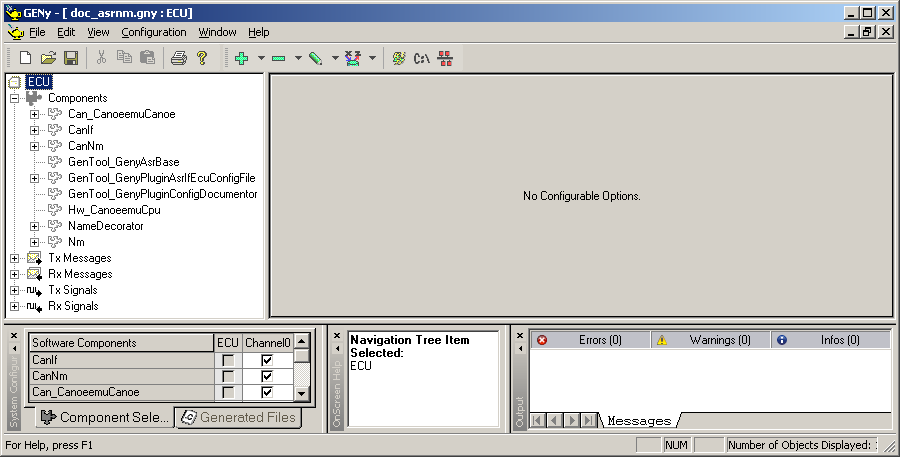 GENy - [ doc_asrnm.gny : ECU]
File Edit View Configuration Window Help
C:\
ECU
Components
Can_CanoeemuCanoe
CanIf
CanNm
GenTool_GenyAsrBase
GenTool_GenyPluginAsrIfEcuConfigFile
GenTool_GenyPluginConfigDocumentor
Hw_CanoeemuCpu
NameDecorator
Nm
Tx Messages
Rx Messages
Tx Signals
Rx Signals
No Configurable Options.
System Configur
Software Components ECU Channel0
CanIf
CanNm
Can_CanoeemuCanoe
Component Sele... Generated Files
OnScreen Help
Navigation Tree Item
Selected:
ECU
Output
Errors (0) Warnings (0) Infos (0)
Messages
For Help, press F1 NUM Number of Objects Displayed: